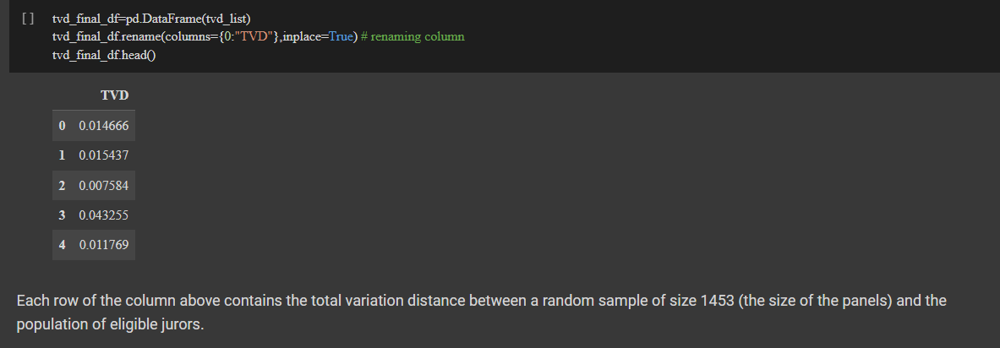 [ ] tvd_final_df=pd.DataFrame(tvd_list)
tvd_final_df.rename(columns={0:"TVD"},inplace=True) # renaming column
tvd_final_df.head()
TVD
0 0.014666
1 0.015437
2 0.007584
3 0.043255
4 0.011769
Each row of the column above contains the total variation distance between a random sample of size 1453 (the size of the panels) and the
population of eligible jurors.